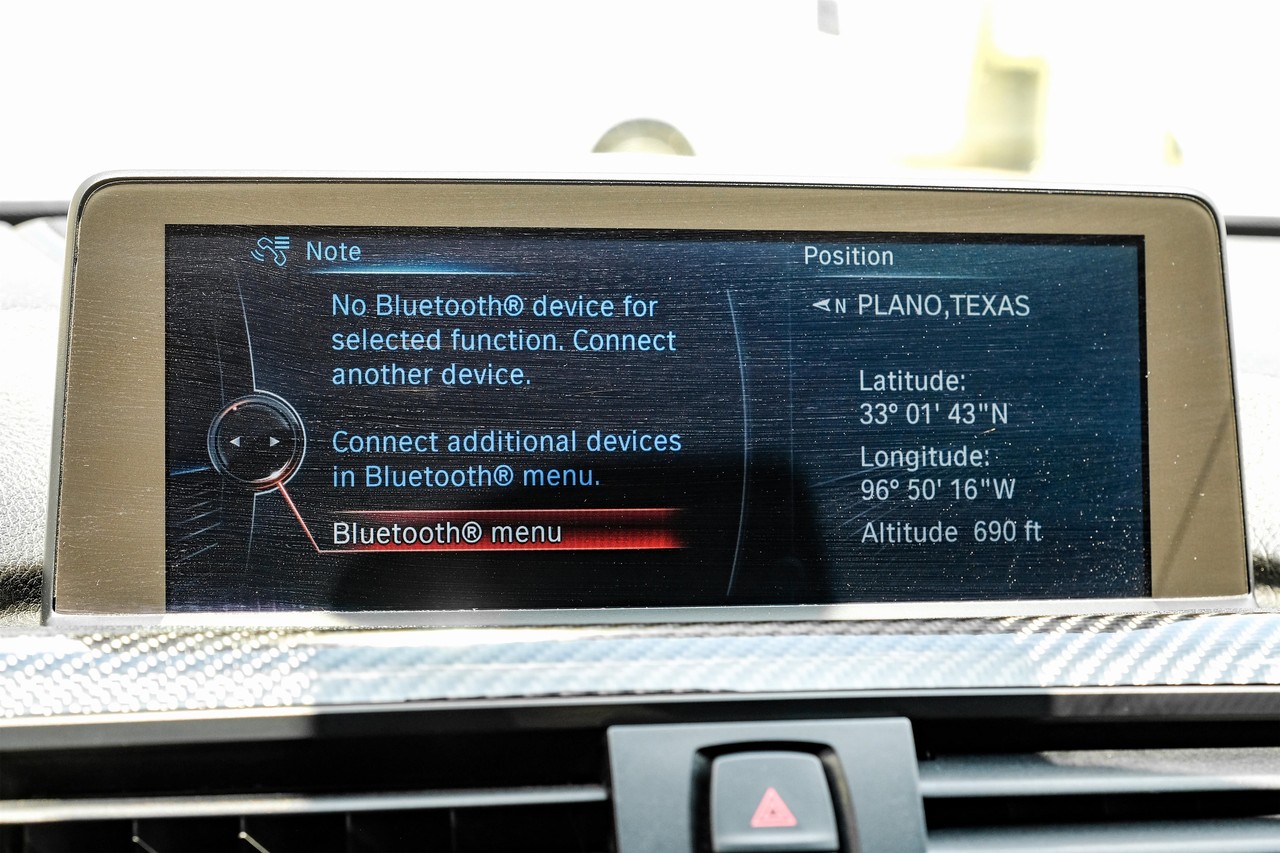 Note
No Bluetooth® device for
selected function. Connect
another device.
Connect additional devices
in Bluetooth® menu.
Bluetooth® menu
Position
N PLANO,TEXAS
Latitude:
33° 01' 43"N
Longitude:
96° 50' 16"W
Altitude 690 ft